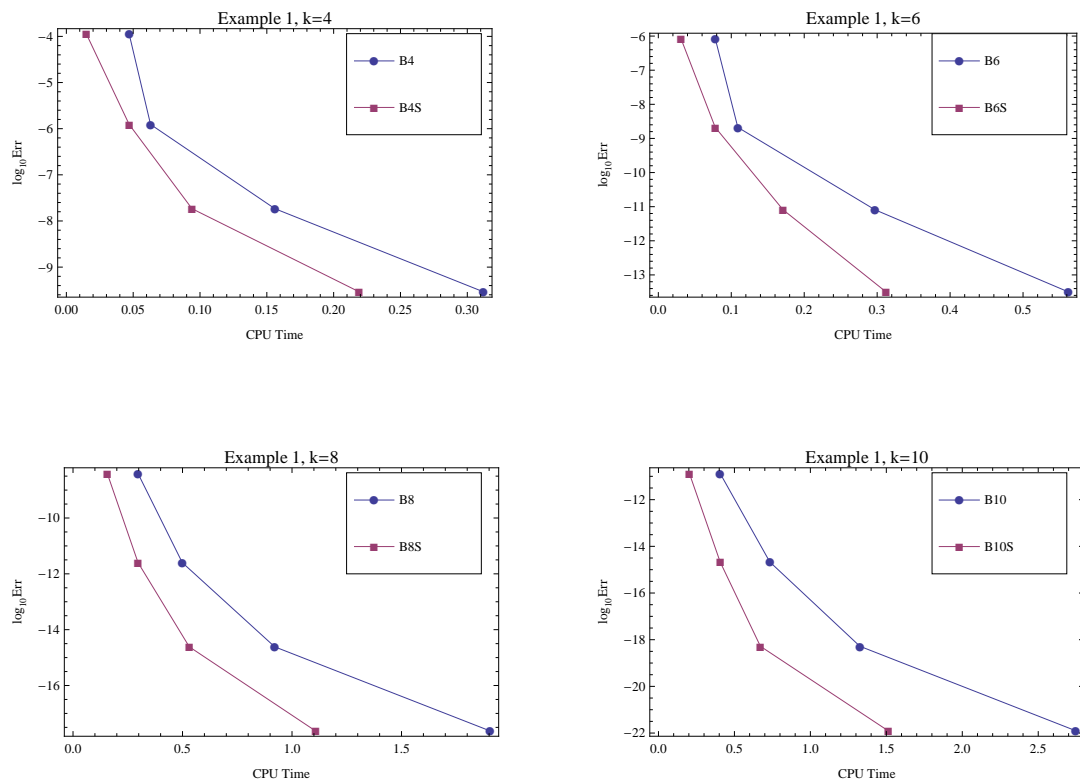 Example 1, k=4
−4
−5
−6
−7
−8
−9
log10Err
0.00
0.05
0.10
0.15
0.20
0.25
0.30
CPU Time
B4
B4S
Example 1, k=6
−6
−7
−8
−9
−10
−11
−12
−13
log10Err
0.0
0.1
0.2
0.3
0.4
0.5
CPU Time
B6
B6S
Example 1, k=8
−10
−12
−14
−16
log10Err
0.0
0.5
1.0
1.5
CPU Time
B8
B8S
Example 1, k=10
−12
−14
−16
−18
−20
−22
log10Err
0.0
0.5
1.0
1.5
2.0
2.5
CPU Time
B10
B10S